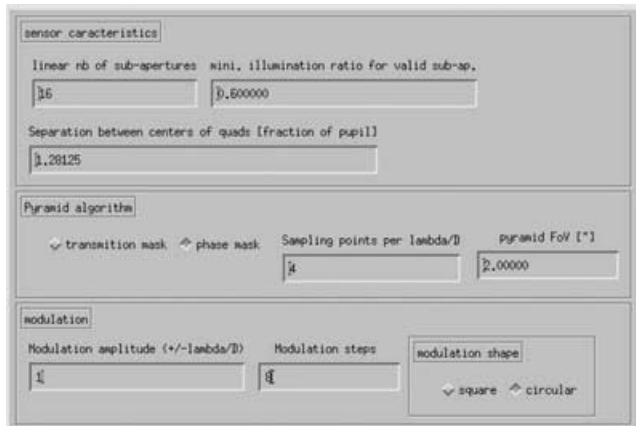 sensor caracteristics
linear nb of sub-apertures mini. illumination ratio for valid sub-ap.
16 0.600000
Separation between centers of quads [fraction of pupil]
1.28125
Pyramid algorithm
transmition mask phase mask Sampling points per lambda/D pyramid FoV ["]
4 2.00000
modulation
Modulation amplitude (+/-lambda/D) Modulation steps modulation shape
1 8
square circular